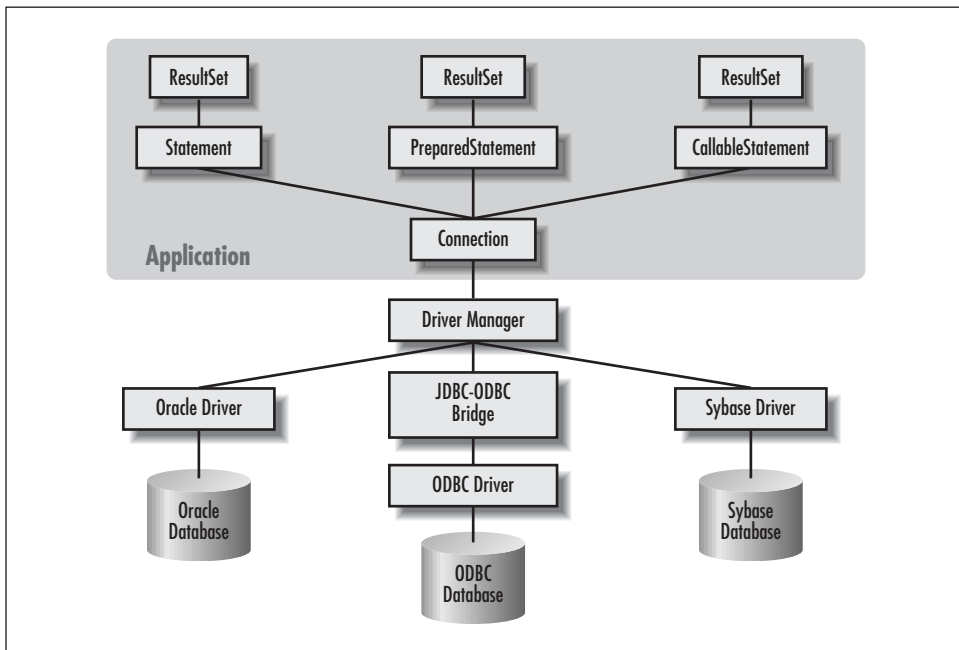 ResultSet
ResultSet
ResultSet
Statement
PreparedStatement
CallableStatement
Connection
Application
Driver Manager
Oracle Driver
JDBC-ODBC
Bridge
Sybase Driver
ODBC Driver
Oracle
Database
Sybase
Database
ODBC
Database